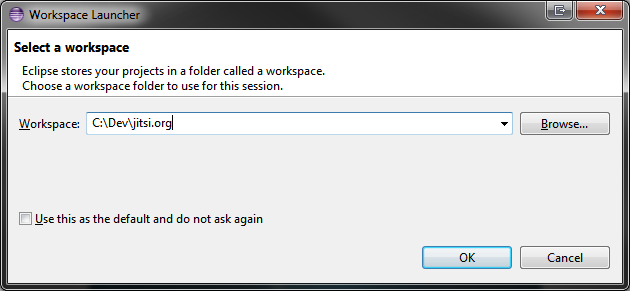 Workspace Launcher
Select a workspace
Eclipse stores your projects in a folder called a workspace.
Choose a workspace folder to use for this session.
Workspace: C:\Dev\jitsi.org Browse...
Use this as the default and do not ask again
OK Cancel